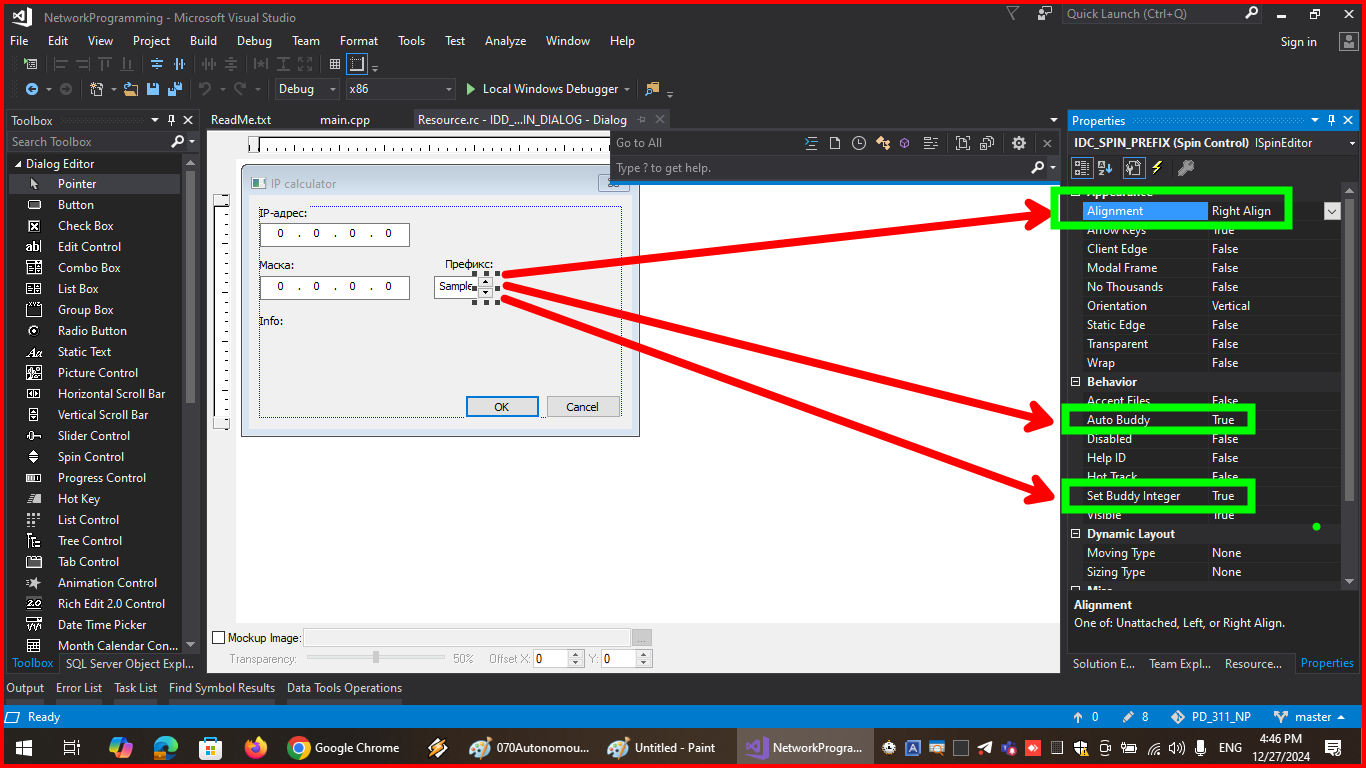 NetworkProgramming - Microsoft Visual Studio
Quick Launch (Ctrl+Q)
File Edit View Project Build Debug Team Format Tools Test Analyze Window Help
Sign in
Debug x86 Local Windows Debugger
Toolbox
Search Toolbox
Dialog Editor
Pointer
Button
Check Box
Edit Control
Combo Box
List Box
Group Box
Radio Button
Static Text
Picture Control
Horizontal Scroll Bar
Vertical Scroll Bar
Slider Control
Spin Control
Progress Control
Hot Key
List Control
Tree Control
Tab Control
Animation Control
Rich Edit 2.0 Control
Date Time Picker
Month Calendar Con...
Toolbox SQL Server Object Expl...
ReadMe.txt main.cpp Resource.rc - IDD_...IN_DIALOG - Dialog
Go to All
Type ? to get help.
IP calculator
IP-адрес:
0 . 0 . 0 . 0
Маска: Префикс:
0 . 0 . 0 . 0 Sample
Info:
OK Cancel
Mockup Image: ...
Transparency: 50% Offset X: 0 Y: 0
Properties
IDC_SPIN_PREFIX (Spin Control) ISpinEditor
Appearance
Alignment Right Align
Arrow Keys True
Client Edge False
Modal Frame False
No Thousands False
Orientation Vertical
Static Edge False
Transparent False
Wrap False
Behavior
Accept Files False
Auto Buddy True
Disabled False
Help ID False
Hot Track False
Set Buddy Integer True
Visible True
Dynamic Layout
Moving Type None
Sizing Type None
Misc
Alignment
One of: Unattached, Left, or Right Align.
Solution E... Team Expl... Resource... Properties
Output Error List Task List Find Symbol Results Data Tools Operations
Ready 0 8 PD_311_NP master
Google Chrome 070Autonomou... Untitled - Paint NetworkProgra... ENG
4:46 PM
12/27/2024